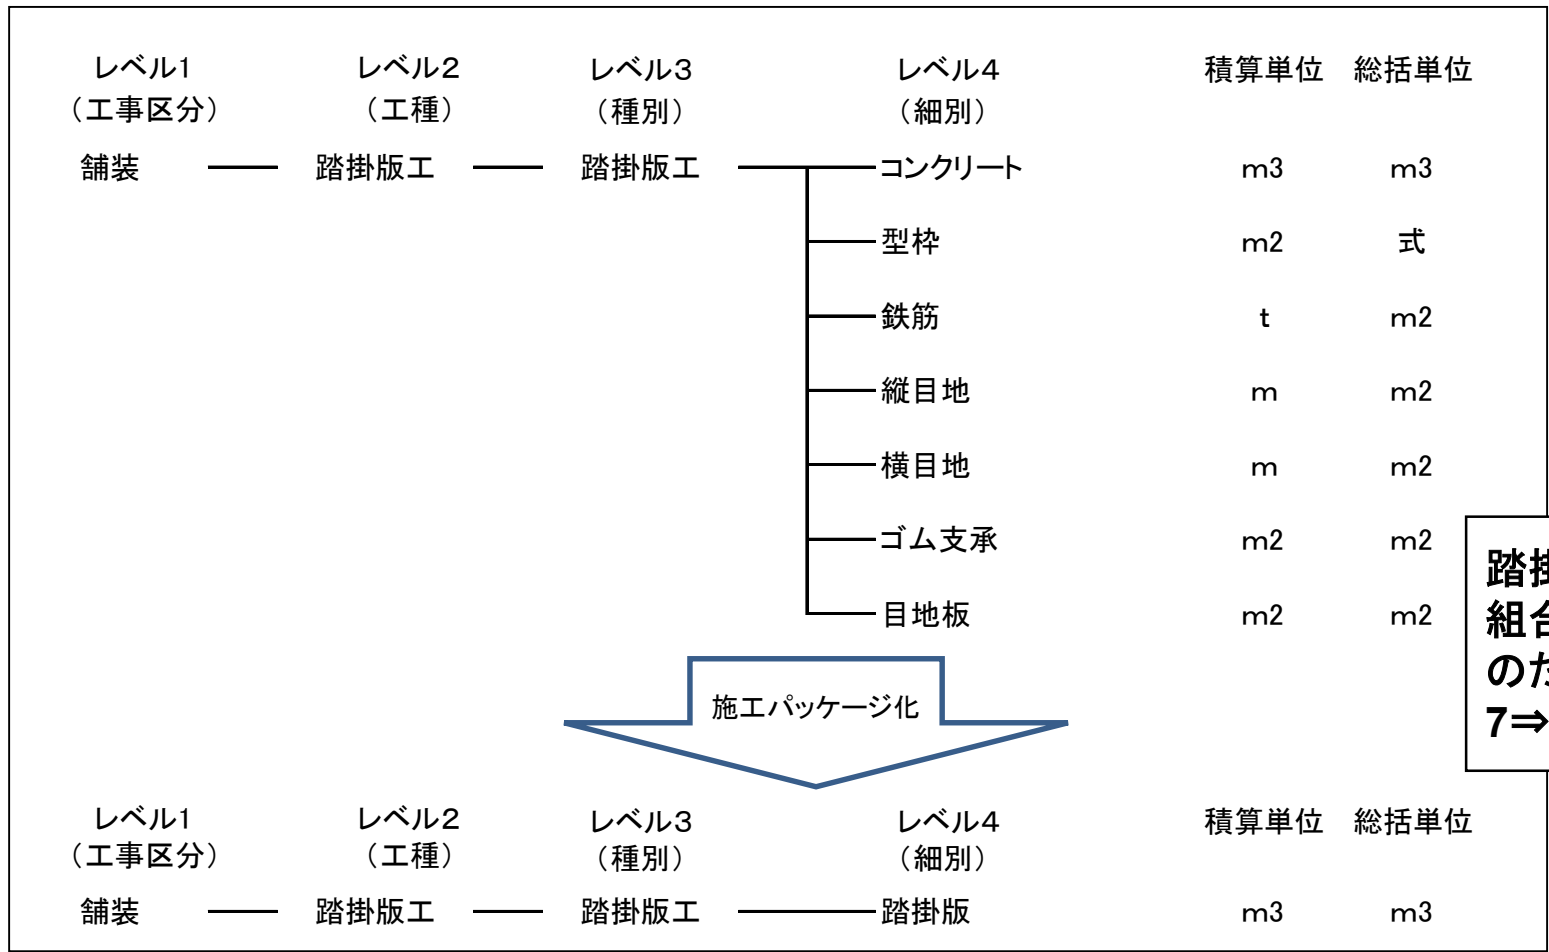 レベル1 レベル2 レベル3 レベル4 積算単位 総括単位
（工事区分） （工種） （種別） （細別）
舗装 踏掛版工 踏掛版工 コンクリート m3 m3
型枠 m2 式
鉄筋 t m2
縦目地 m m2
横目地 m m2
ゴム支承 m2 m2
目地板 m2 m2
踏掛
組合
のた
7⇒
施工パッケージ化
レベル1 レベル2 レベル3 レベル4 積算単位 総括単位
（工事区分） （工種） （種別） （細別）
舗装 踏掛版工 踏掛版工 踏掛版 m3 m3